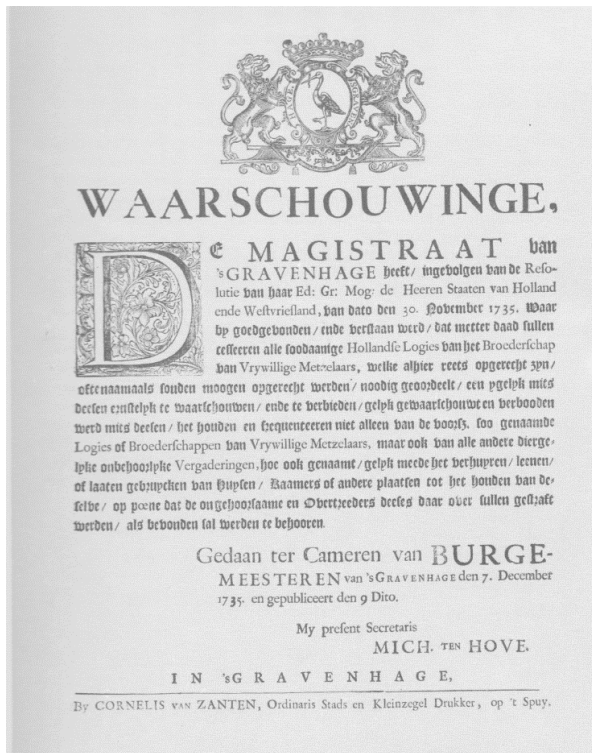 WAARSCHOUWINGE,
DE MAGISTRAAT van
'sGRAVENHAGE heeft/ ingevolgen van de Reso-
lutie van haar Ed: Gr: Mog: de Heeren Staaten van Holland
ende Westvriesland, van dato den 30. November 1735. Waar
by goedgevonden/ ende verstaan werd/ dat metter daad sullen
cesseeren alle soodaanige Hollandse Logies van het Broederschap
van Vrywillige Metzelaars, welke alhier reets opgerecht zyn/
ofte naamaals souden moogen opgerecht werden/ noodig geoordeelt/ een ygelyk mits
deesen ernstelyk te waarschouwen/ ende te verbieden/ gelyk gewaarschouwt en verbooden
werd mits deesen/ het houden en frequenteeren niet alleen van de voorsz. soo genaamde
Logies of Broederschappen van Vrywillige Metzelaars, maar ook van alle andere dierge-
lyke onbehoorlyke Vergaderingen, hoe ook genaamt/ gelyk meede het verhuyren/ leenen/
of laaten gebruycken van Huysen/ Kaamers of andere plaatsen tot het houden van de-
selve/ op pœne dat de ongehoorsaame en Overtreeders deeses daar over sullen gestraft
werden/ als bevonden sal werden te behooren.
Gedaan ter Cameren van BURGE-
MEESTEREN van 'sGRAVENHAGE den 7. December
1735. en gepubliceert den 9 Dito.
My present Secretaris
MICH. TEN HOVE.
IN 'sGRAVENHAGE,
By CORNELIS VAN ZANTEN, Ordinaris Stads en Kleinzegel Drukker, op 't Spuy.